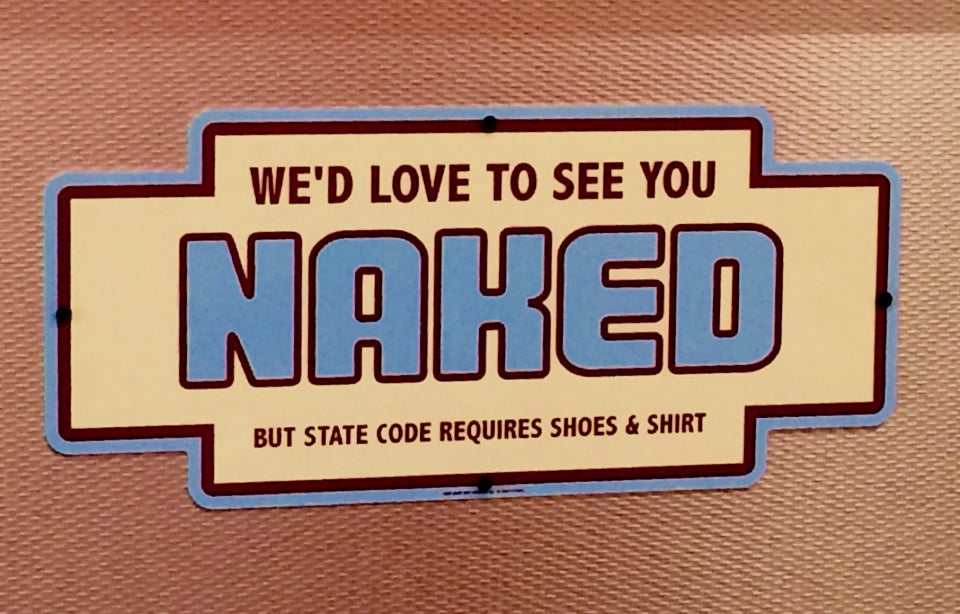 WE'D LOVE TO SEE YOU
NAKED
BUT STATE CODE REQUIRES SHOES & SHIRT